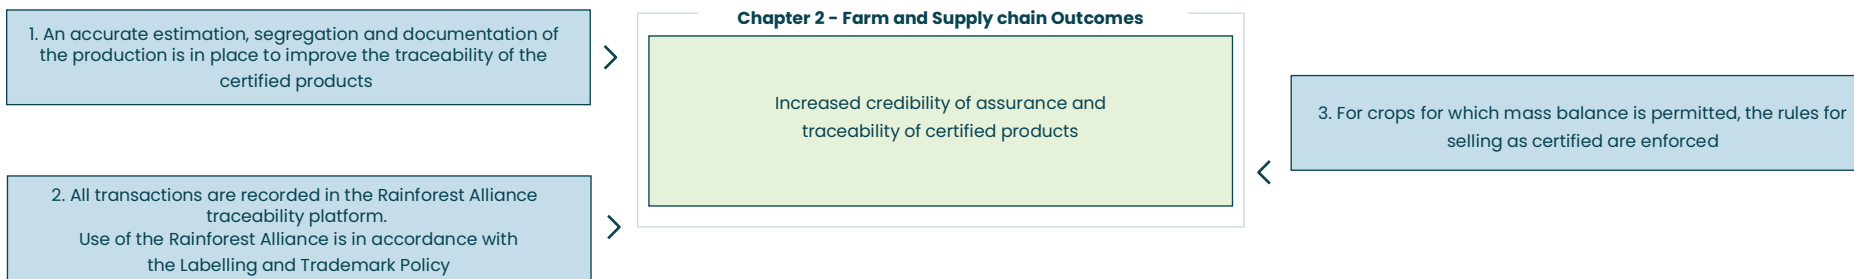 1. An accurate estimation, segregation and documentation of
the production is in place to improve the traceability of the
certified products
2. All transactions are recorded in the Rainforest Alliance
traceability platform.
Use of the Rainforest Alliance is in accordance with
the Labelling and Trademark Policy
Chapter 2 - Farm and Supply chain Outcomes
Increased credibility of assurance and
traceability of certified products
3. For crops for which mass balance is permitted, the rules for
selling as certified are enforced